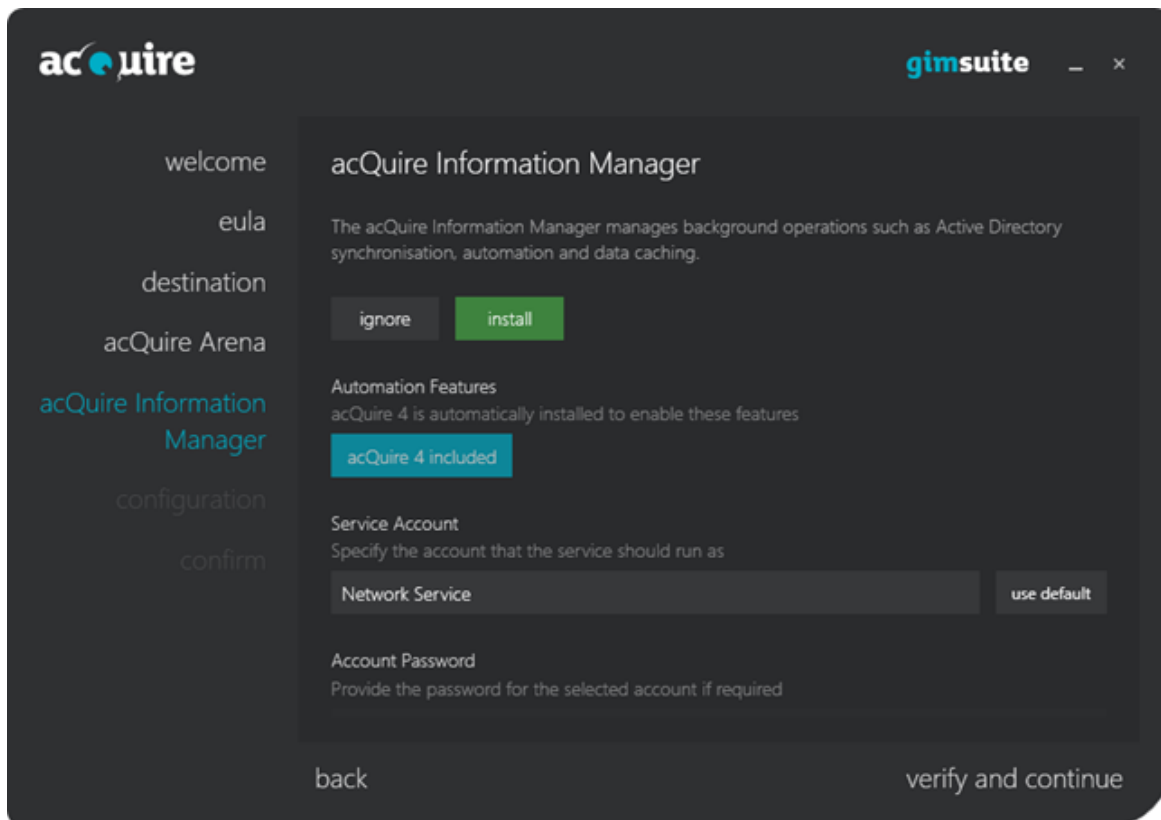 acQuire
gimsuite
welcome
eula
destination
acQuire Arena
acQuire Information
Manager
configuration
confirm
acQuire Information Manager
The acQuire Information Manager manages background operations such as Active Directory
synchronisation, automation and data caching.
ignore install
Automation Features
acQuire 4 is automatically installed to enable these features
acQuire 4 included
Service Account
Specify the account that the service should run as
Network Service use default
Account Password
Provide the password for the selected account if required
back verify and continue